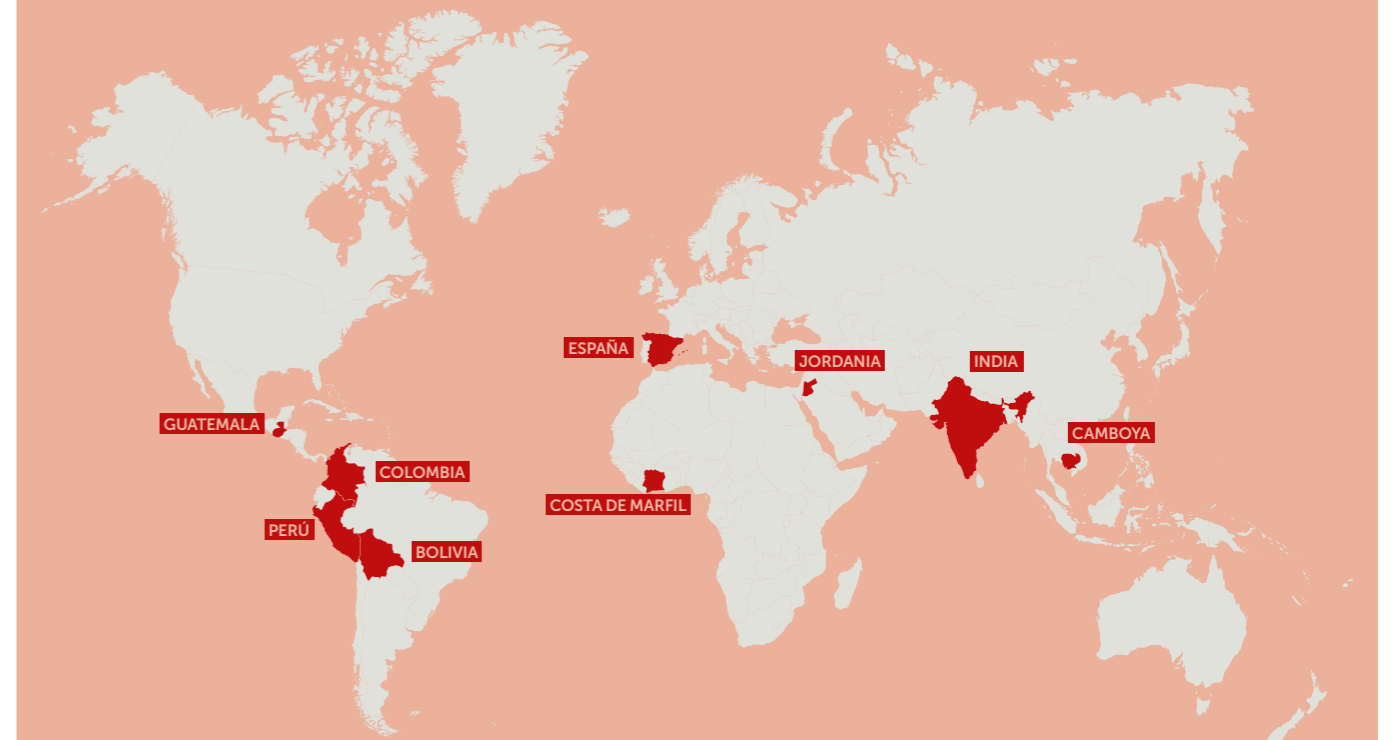 ESPAÑA
JORDANIA
INDIA
GUATEMALA
CAMBOYA
COLOMBIA
COSTA DE MARFIL
PERÚ
BOLIVIA